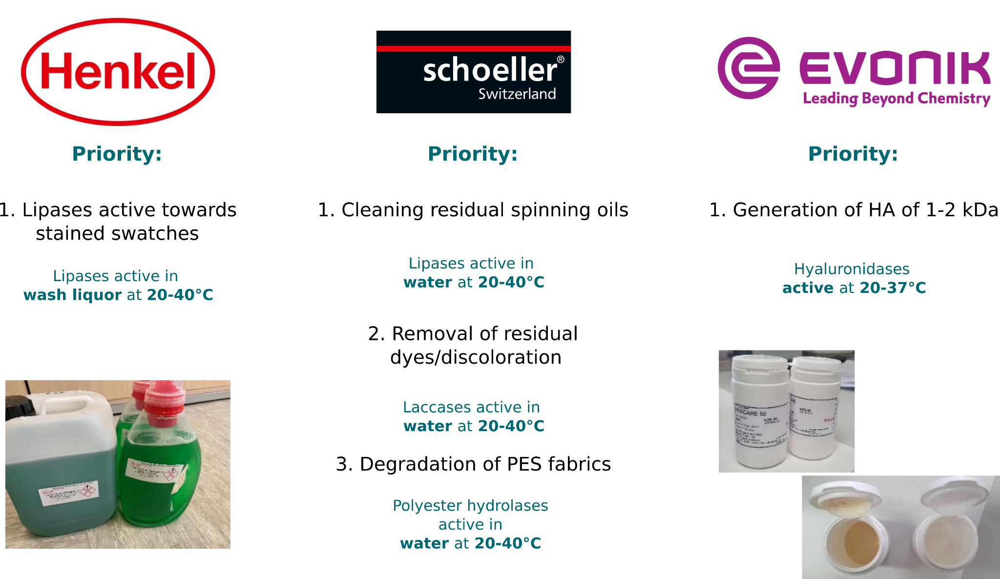 Henkel
Priority:
1. Lipases active towards
stained swatches
Lipases active in
wash liquor at 20-40°C
Henkel
Henkel
schoeller®
Switzerland
Priority:
1. Cleaning residual spinning oils
Lipases active in
water at 20-40°C
2. Removal of residual
dyes/discoloration
Laccases active in
water at 20-40°C
3. Degradation of PES fabrics
Polyester hydrolases
active in
water at 20-40°C
EVONIK
Leading Beyond Chemistry
Priority:
1. Generation of HA of 1-2 kDa
Hyaluronidases
active at 20-37°C
HYACARE 50